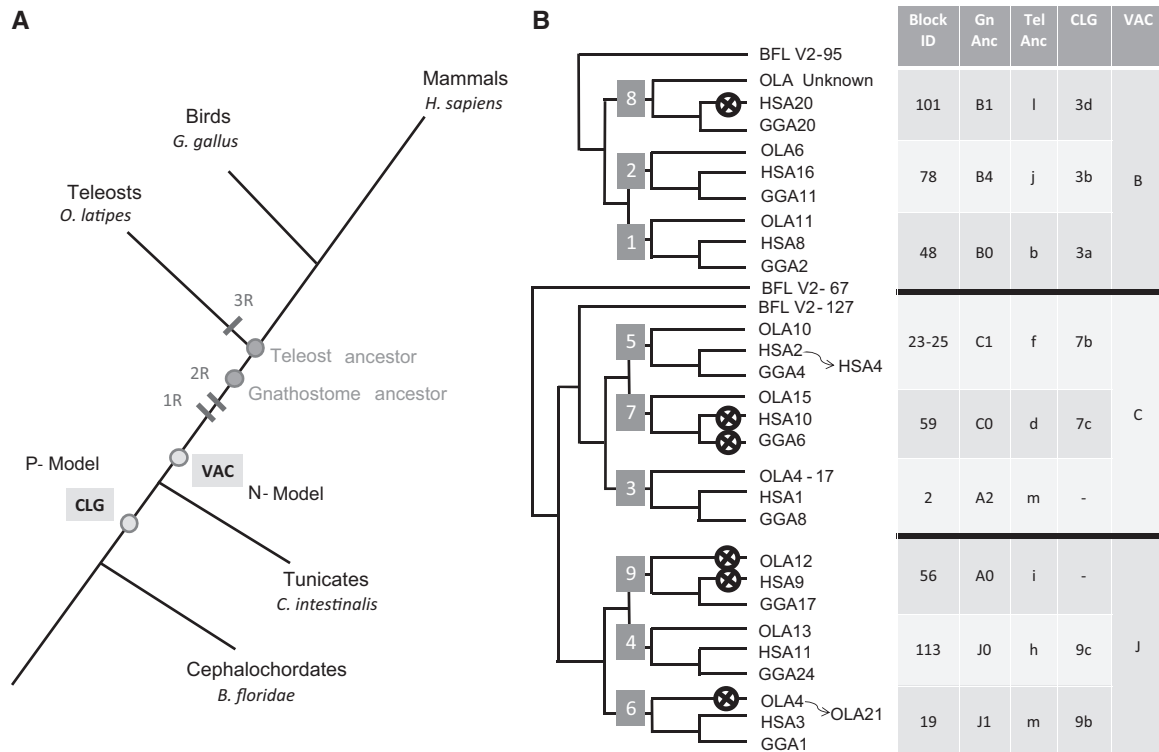 A
Mammals
H. sapiens
Birds
G. gallus
Teleosts
O. latipes
3R
Teleost ancestor
2R
Gnathostome ancestor
1R
P- Model
VAC
N- Model
CLG
Tunicates
C. intestinalis
Cephalochordates
B. floridae
B
BFL V2-95
8
OLA Unknown
HSA20
GGA20
2
OLA6
HSA16
GGA11
1
OLA11
HSA8
GGA2
BFL V2- 67
BFL V2-127
5
OLA10
HSA2
HSA4
GGA4
7
OLA15
HSA10
GGA6
3
OLA4 - 17
HSA1
GGA8
9
OLA12
HSA9
GGA17
4
OLA13
HSA11
GGA24
6
OLA4
OLA21
HSA3
GGA1
Block ID Gn Anc Tel Anc CLG VAC
101 B1 l 3d
78 B4 j 3b B
48 B0 b 3a
23-25 C1 f 7b
59 C0 d 7c C
2 A2 m -
56 A0 i -
113 J0 h 9c J
19 J1 m 9b